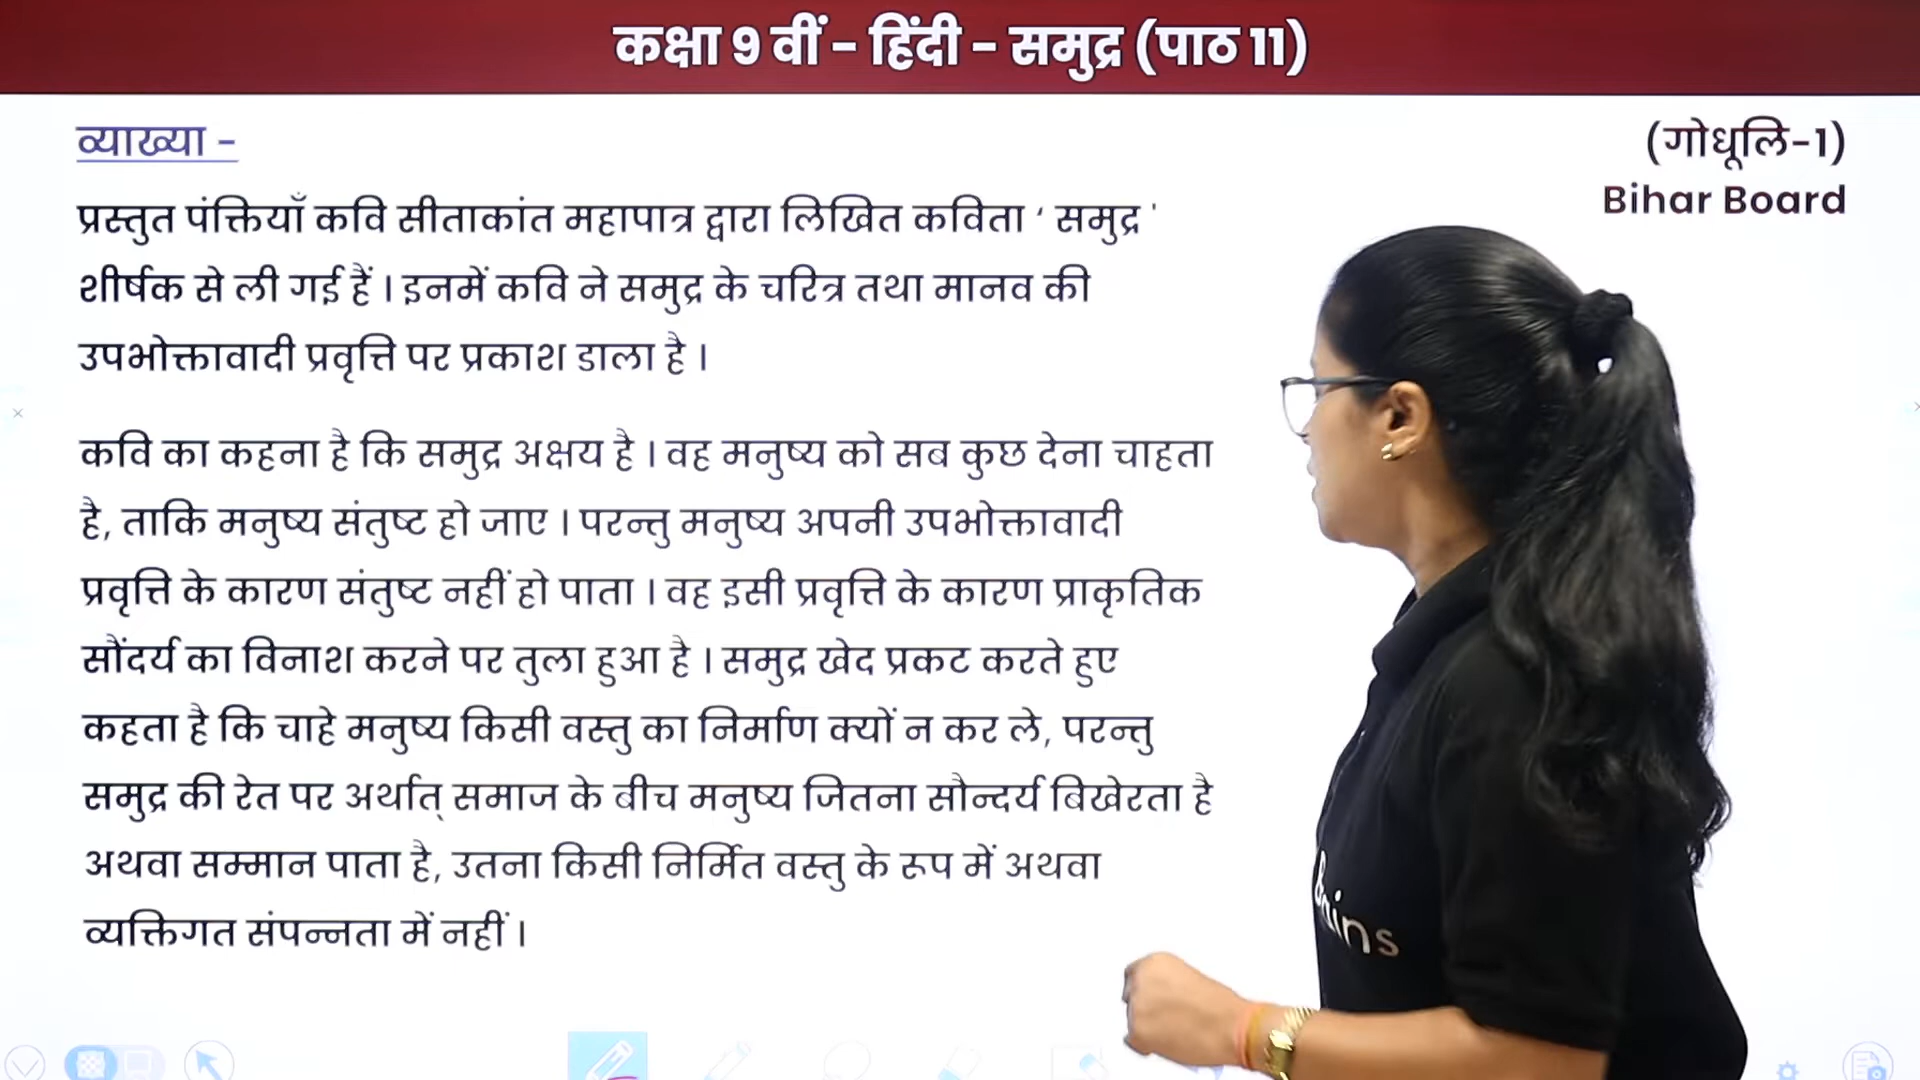 कक्षा 9 वीं - हिंदी - समुद्र (पाठ 11)
(गोधूलि-1)
Bihar Board
व्याख्या -
प्रस्तुत पंक्तियाँ कवि सीताकांत महापात्र द्वारा लिखित कविता ‘ समुद्र '
शीर्षक से ली गई हैं । इनमें कवि ने समुद्र के चरित्र तथा मानव की
उपभोक्तावादी प्रवृत्ति पर प्रकाश डाला है ।
कवि का कहना है कि समुद्र अक्षय है । वह मनुष्य को सब कुछ देना चाहता
है, ताकि मनुष्य संतुष्ट हो जाए । परन्तु मनुष्य अपनी उपभोक्तावादी
प्रवृत्ति के कारण संतुष्ट नहीं हो पाता । वह इसी प्रवृत्ति के कारण प्राकृतिक
सौंदर्य का विनाश करने पर तुला हुआ है । समुद्र खेद प्रकट करते हुए
कहता है कि चाहे मनुष्य किसी वस्तु का निर्माण क्यों न कर ले, परन्तु
समुद्र की रेत पर अर्थात् समाज के बीच मनुष्य जितना सौन्दर्य बिखेरता है
अथवा सम्मान पाता है, उतना किसी निर्मित वस्तु के रूप में अथवा
व्यक्तिगत संपन्नता में नहीं ।